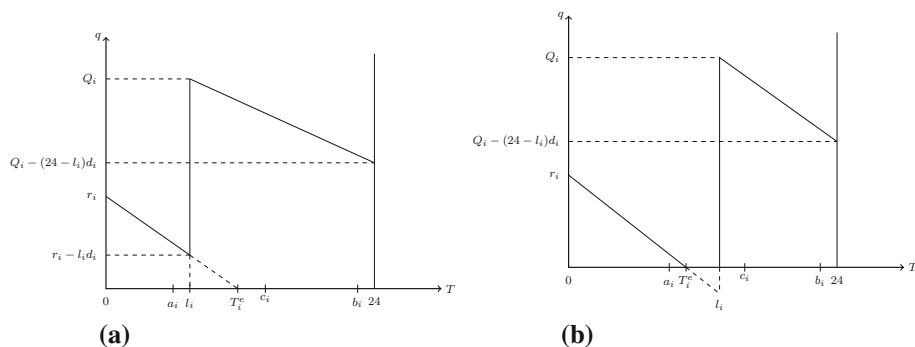 q
Q_i
Q_i − (24 − l_i)d_i
r_i
r_i − l_i d_i
0 a_i l_i T_i^e c_i b_i 24 T
(a)
q
Q_i
Q_i − (24 − l_i)d_i
r_i
0 a_i T_i^e c_i b_i 24 T
l_i
(b)